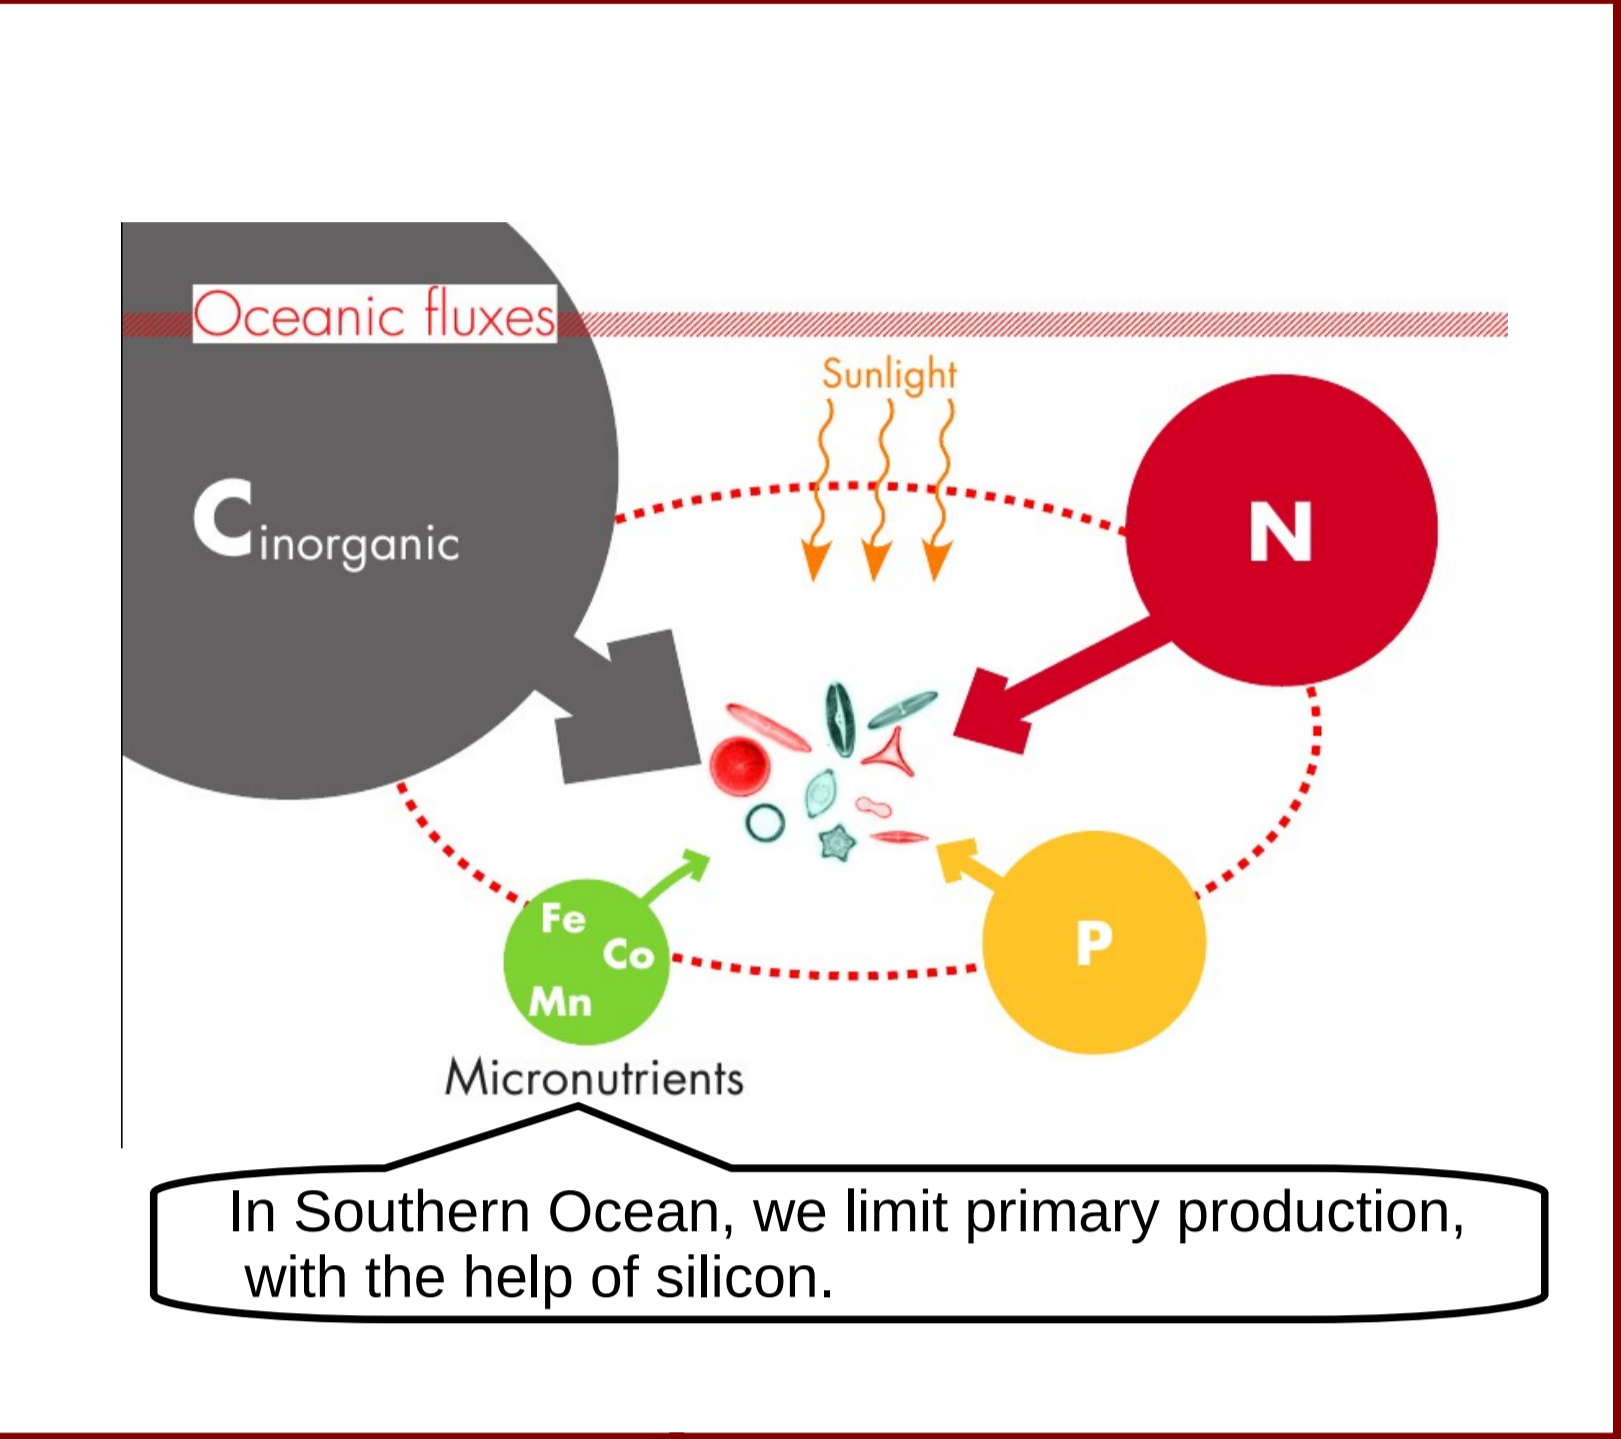 Oceanic fluxes
Sunlight
C inorganic
N
Fe
Co
Mn
P
Micronutrients
In Southern Ocean, we limit primary production,
with the help of silicon.